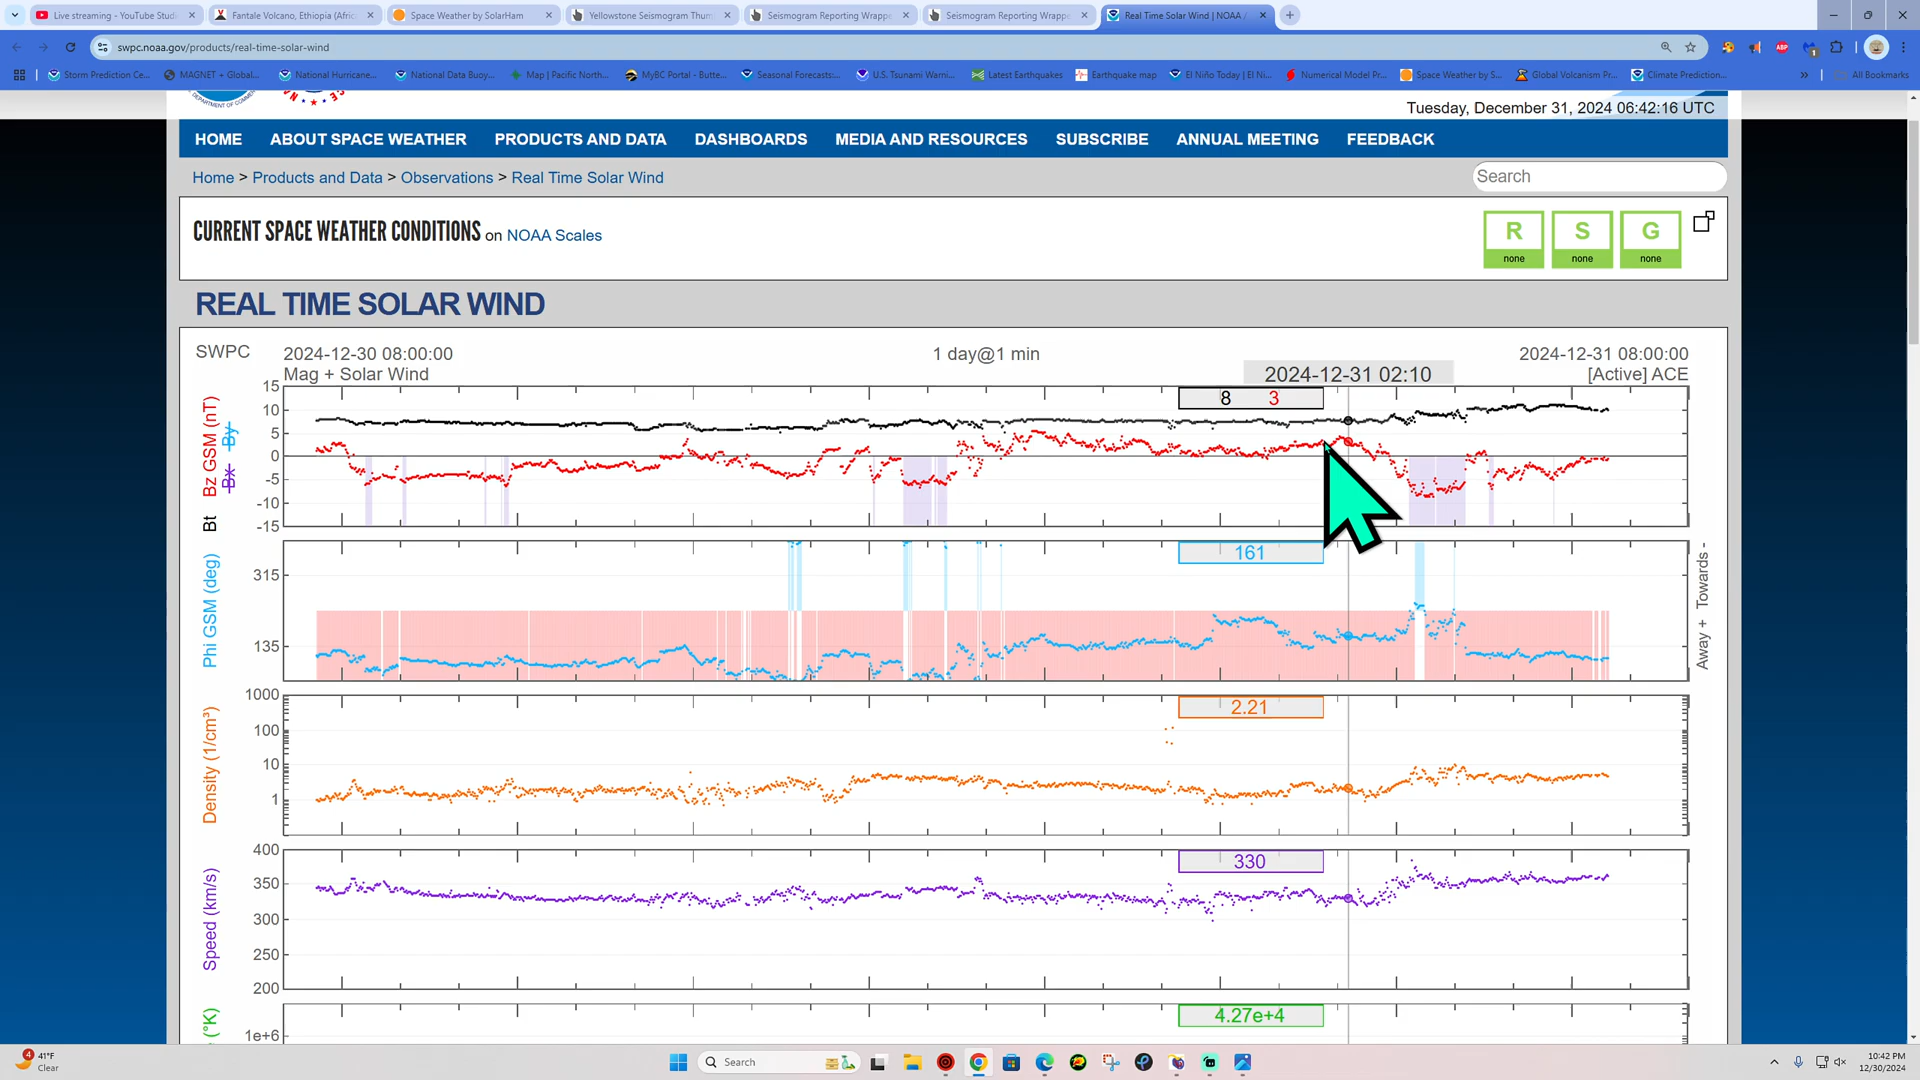 Live streaming - YouTube Studi
Fantale Volcano, Ethiopia (Afric
Space Weather by SolarHam
Yellowstone Seismogram Thum
Seismogram Reporting Wrappe
Seismogram Reporting Wrappe
Real Time Solar Wind | NOAA /
swpc.noaa.gov/products/real-time-solar-wind
Storm Prediction Ce...
MAGNET + Global...
National Hurricane...
National Data Buoy...
Map | Pacific North...
MyBC Portal - Butte...
Seasonal Forecasts:...
U.S. Tsunami Warni...
Latest Earthquakes
Earthquake map
El Niño Today | El Ni...
Numerical Model Pr...
Space Weather by S...
Global Volcanism Pr...
Climate Prediction...
All Bookmarks
DEPARTMENT OF COMMER
Tuesday, December 31, 2024 06:42:16 UTC
HOME ABOUT SPACE WEATHER PRODUCTS AND DATA DASHBOARDS MEDIA AND RESOURCES SUBSCRIBE ANNUAL MEETING FEEDBACK
Home > Products and Data > Observations > Real Time Solar Wind
Search
CURRENT SPACE WEATHER CONDITIONS on NOAA Scales
R S G
none none none
REAL TIME SOLAR WIND
SWPC 2024-12-30 08:00:00 1 day@1 min 2024-12-31 08:00:00
Mag + Solar Wind 2024-12-31 02:10 [Active] ACE
8 3
15
10
5
0
-5
-10
-15
Bt Bz GSM (nT)
Bx By
161
315
135
Phi GSM (deg)
Away + Towards -
2.21
1000
100
10
1
Density (1/cm³)
330
400
350
300
250
200
Speed (km/s)
4.27e+4
1e+6
(°K)
4
41°F
Clear
Search
10:42 PM
12/30/2024